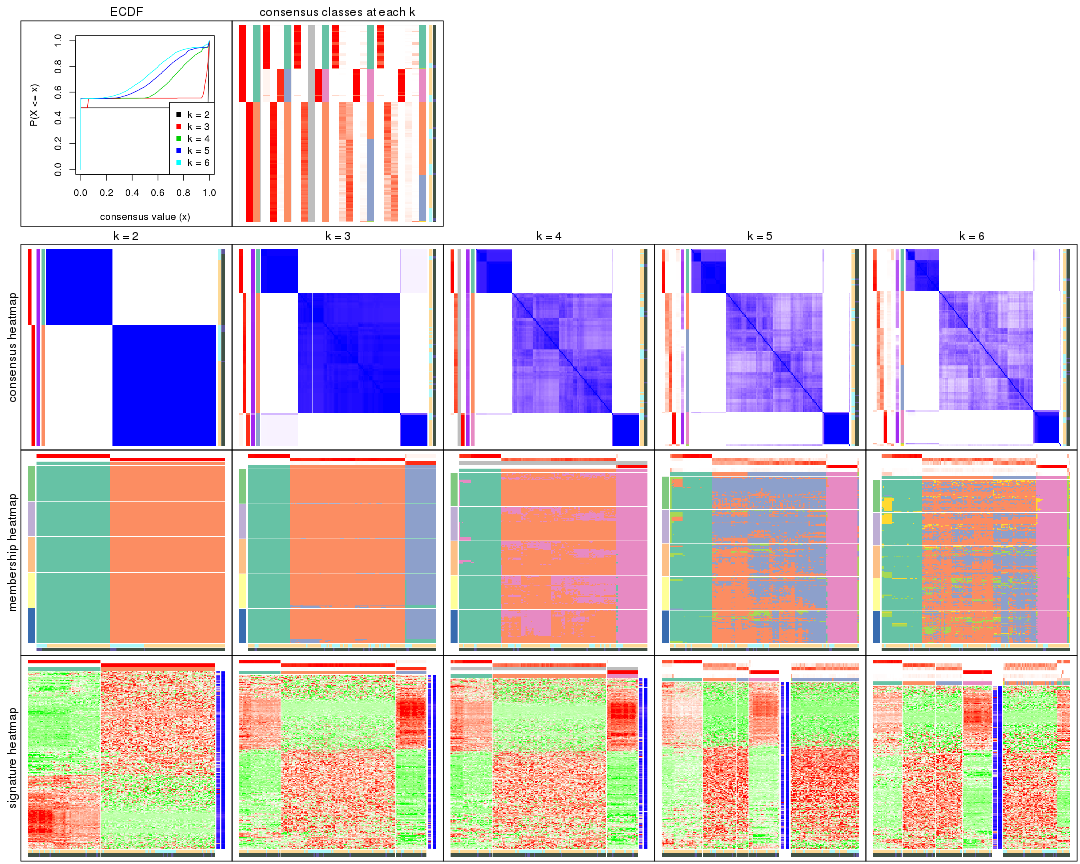 ECDF
consensus classes at each k
P(X <= x)
1.0
0.8
0.6
0.4
0.2
0.0
k = 2
k = 3
k = 4
k = 5
k = 6
0.0 0.2 0.4 0.6 0.8 1.0
consensus value (x)
k = 2 k = 3 k = 4 k = 5 k = 6
consensus heatmap
membership heatmap
signature heatmap